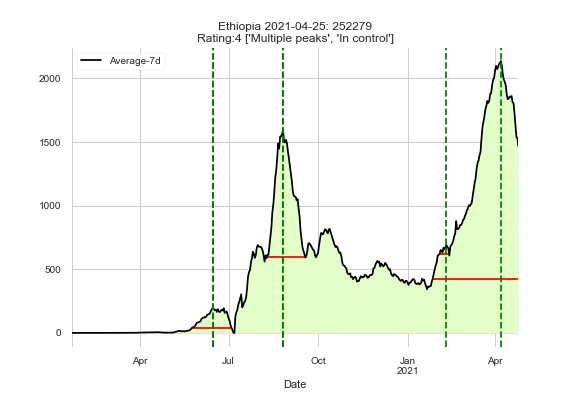 Ethiopia 2021-04-25: 252279
Rating:4 ['Multiple peaks', 'In control']
Average-7d
2000
1500
1000
500
0
Apr
Jul
Oct
Jan
2021
Apr
Date